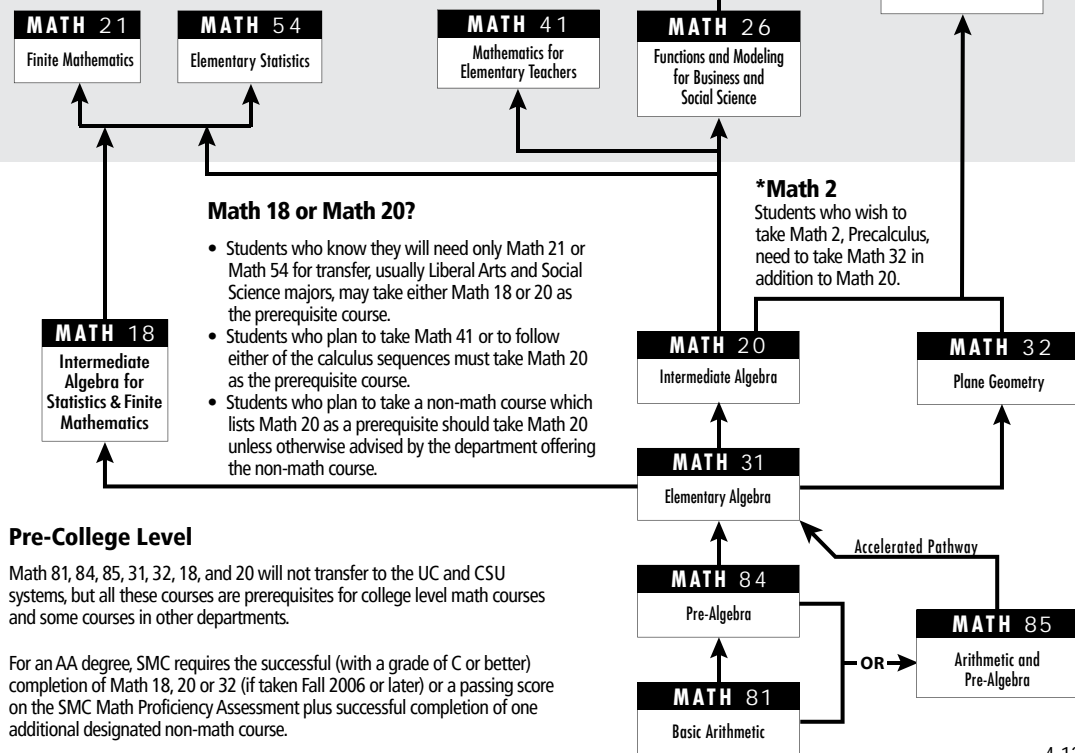 MATH 21
Finite Mathematics
MATH 54
Elementary Statistics
MATH 41
Mathematics for
Elementary Teachers
MATH 26
Functions and Modeling
for Business and
Social Science
Math 18 or Math 20?
• Students who know they will need only Math 21 or
Math 54 for transfer, usually Liberal Arts and Social
Science majors, may take either Math 18 or 20 as
the prerequisite course.
• Students who plan to take Math 41 or to follow
either of the calculus sequences must take Math 20
as the prerequisite course.
• Students who plan to take a non-math course which
lists Math 20 as a prerequisite should take Math 20
unless otherwise advised by the department offering
the non-math course.
*Math 2
Students who wish to
take Math 2, Precalculus,
need to take Math 32 in
addition to Math 20.
MATH 18
Intermediate
Algebra for
Statistics & Finite
Mathematics
MATH 20
Intermediate Algebra
MATH 32
Plane Geometry
MATH 31
Elementary Algebra
Accelerated Pathway
MATH 84
Pre-Algebra
OR
MATH 85
Arithmetic and
Pre-Algebra
MATH 81
Basic Arithmetic
Pre-College Level
Math 81, 84, 85, 31, 32, 18, and 20 will not transfer to the UC and CSU
systems, but all these courses are prerequisites for college level math courses
and some courses in other departments.
For an AA degree, SMC requires the successful (with a grade of C or better)
completion of Math 18, 20 or 32 (if taken Fall 2006 or later) or a passing score
on the SMC Math Proficiency Assessment plus successful completion of one
additional designated non-math course.